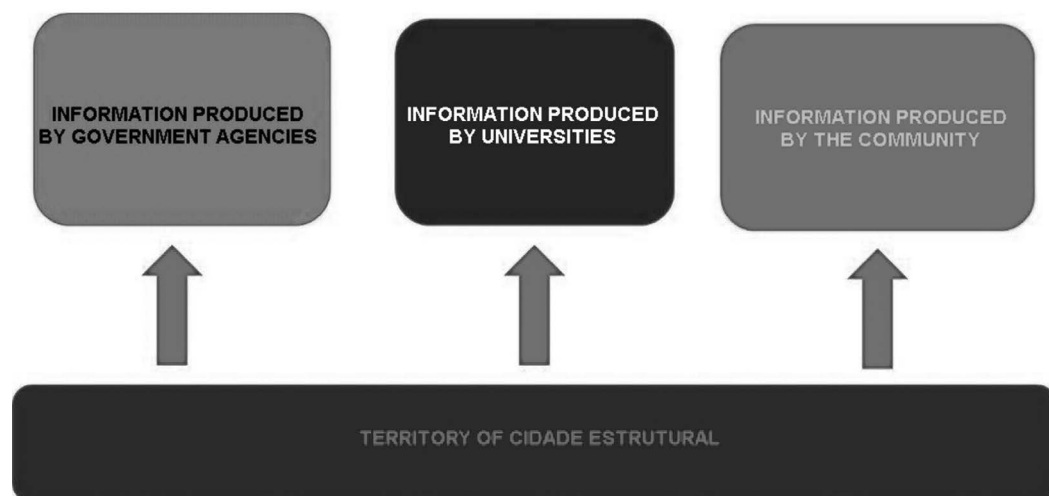 INFORMATION PRODUCED
BY GOVERNMENT AGENCIES
INFORMATION PRODUCED
BY UNIVERSITIES
INFORMATION PRODUCED
BY THE COMMUNITY
TERRITORY OF CIDADE ESTRUTURAL